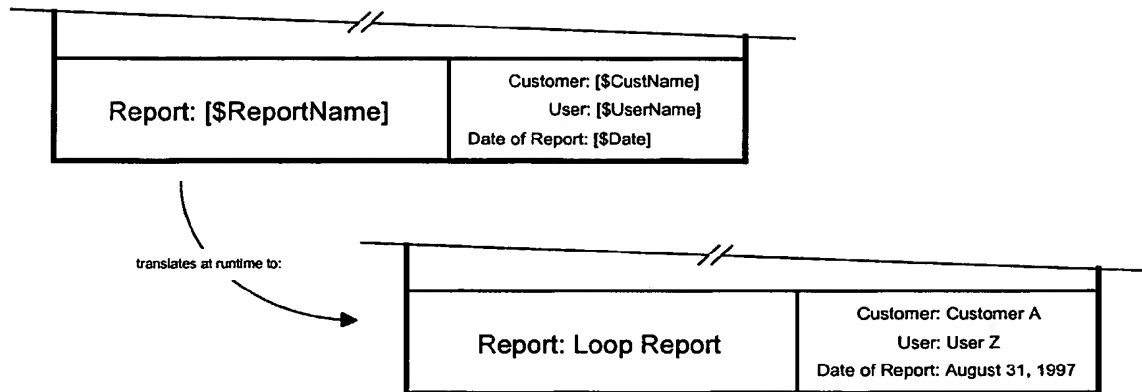 Report: [$ReportName]
Customer: [$CustName]
User: [$UserName]
Date of Report: [$Date]
translates at runtime to:
Report: Loop Report
Customer: Customer A
User: User Z
Date of Report: August 31, 1997